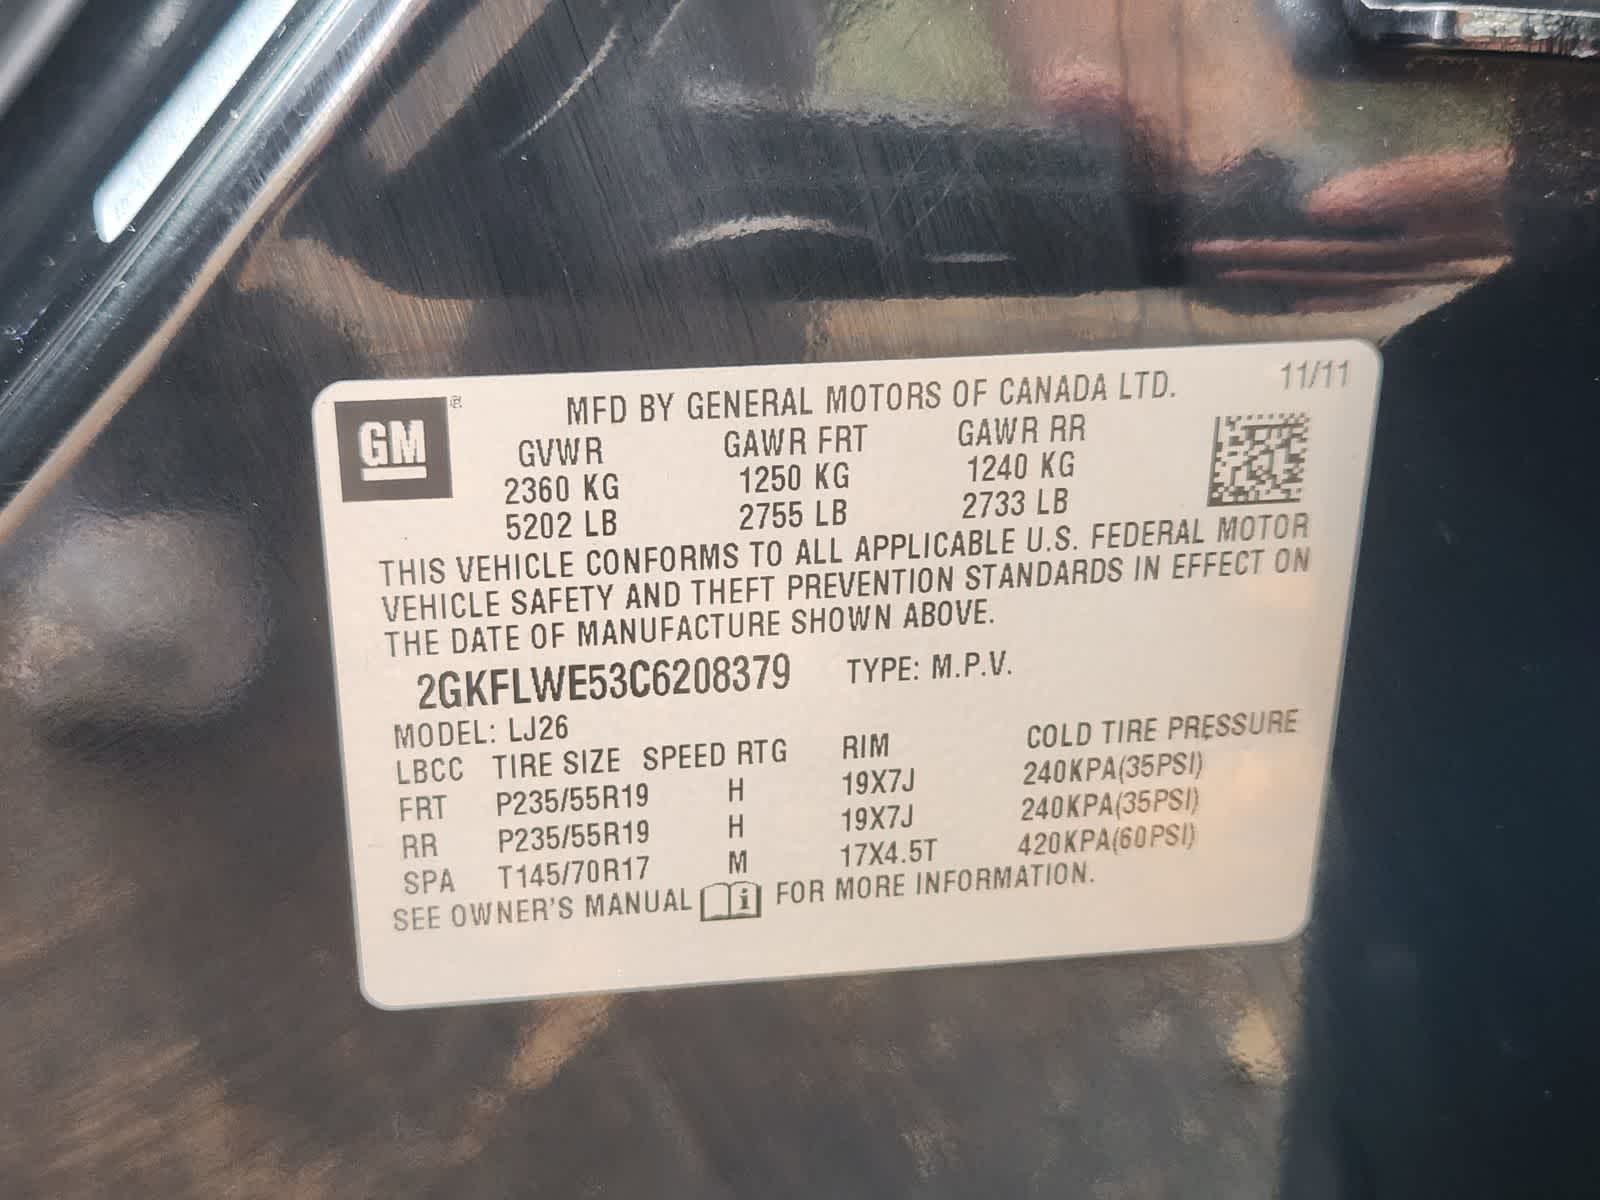 GM®
MFD BY GENERAL MOTORS OF CANADA LTD. 11/11
GVWR GAWR FRT GAWR RR
2360 KG 1250 KG 1240 KG
5202 LB 2755 LB 2733 LB
THIS VEHICLE CONFORMS TO ALL APPLICABLE U.S. FEDERAL MOTOR
VEHICLE SAFETY AND THEFT PREVENTION STANDARDS IN EFFECT ON
THE DATE OF MANUFACTURE SHOWN ABOVE.
2GKFLWE53C6208379 TYPE: M.P.V.
MODEL: LJ26
LBCC TIRE SIZE SPEED RTG RIM COLD TIRE PRESSURE
FRT P235/55R19 H 19X7J 240KPA(35PSI)
RR P235/55R19 H 19X7J 240KPA(35PSI)
SPA T145/70R17 M 17X4.5T 420KPA(60PSI)
SEE OWNER'S MANUAL i FOR MORE INFORMATION.